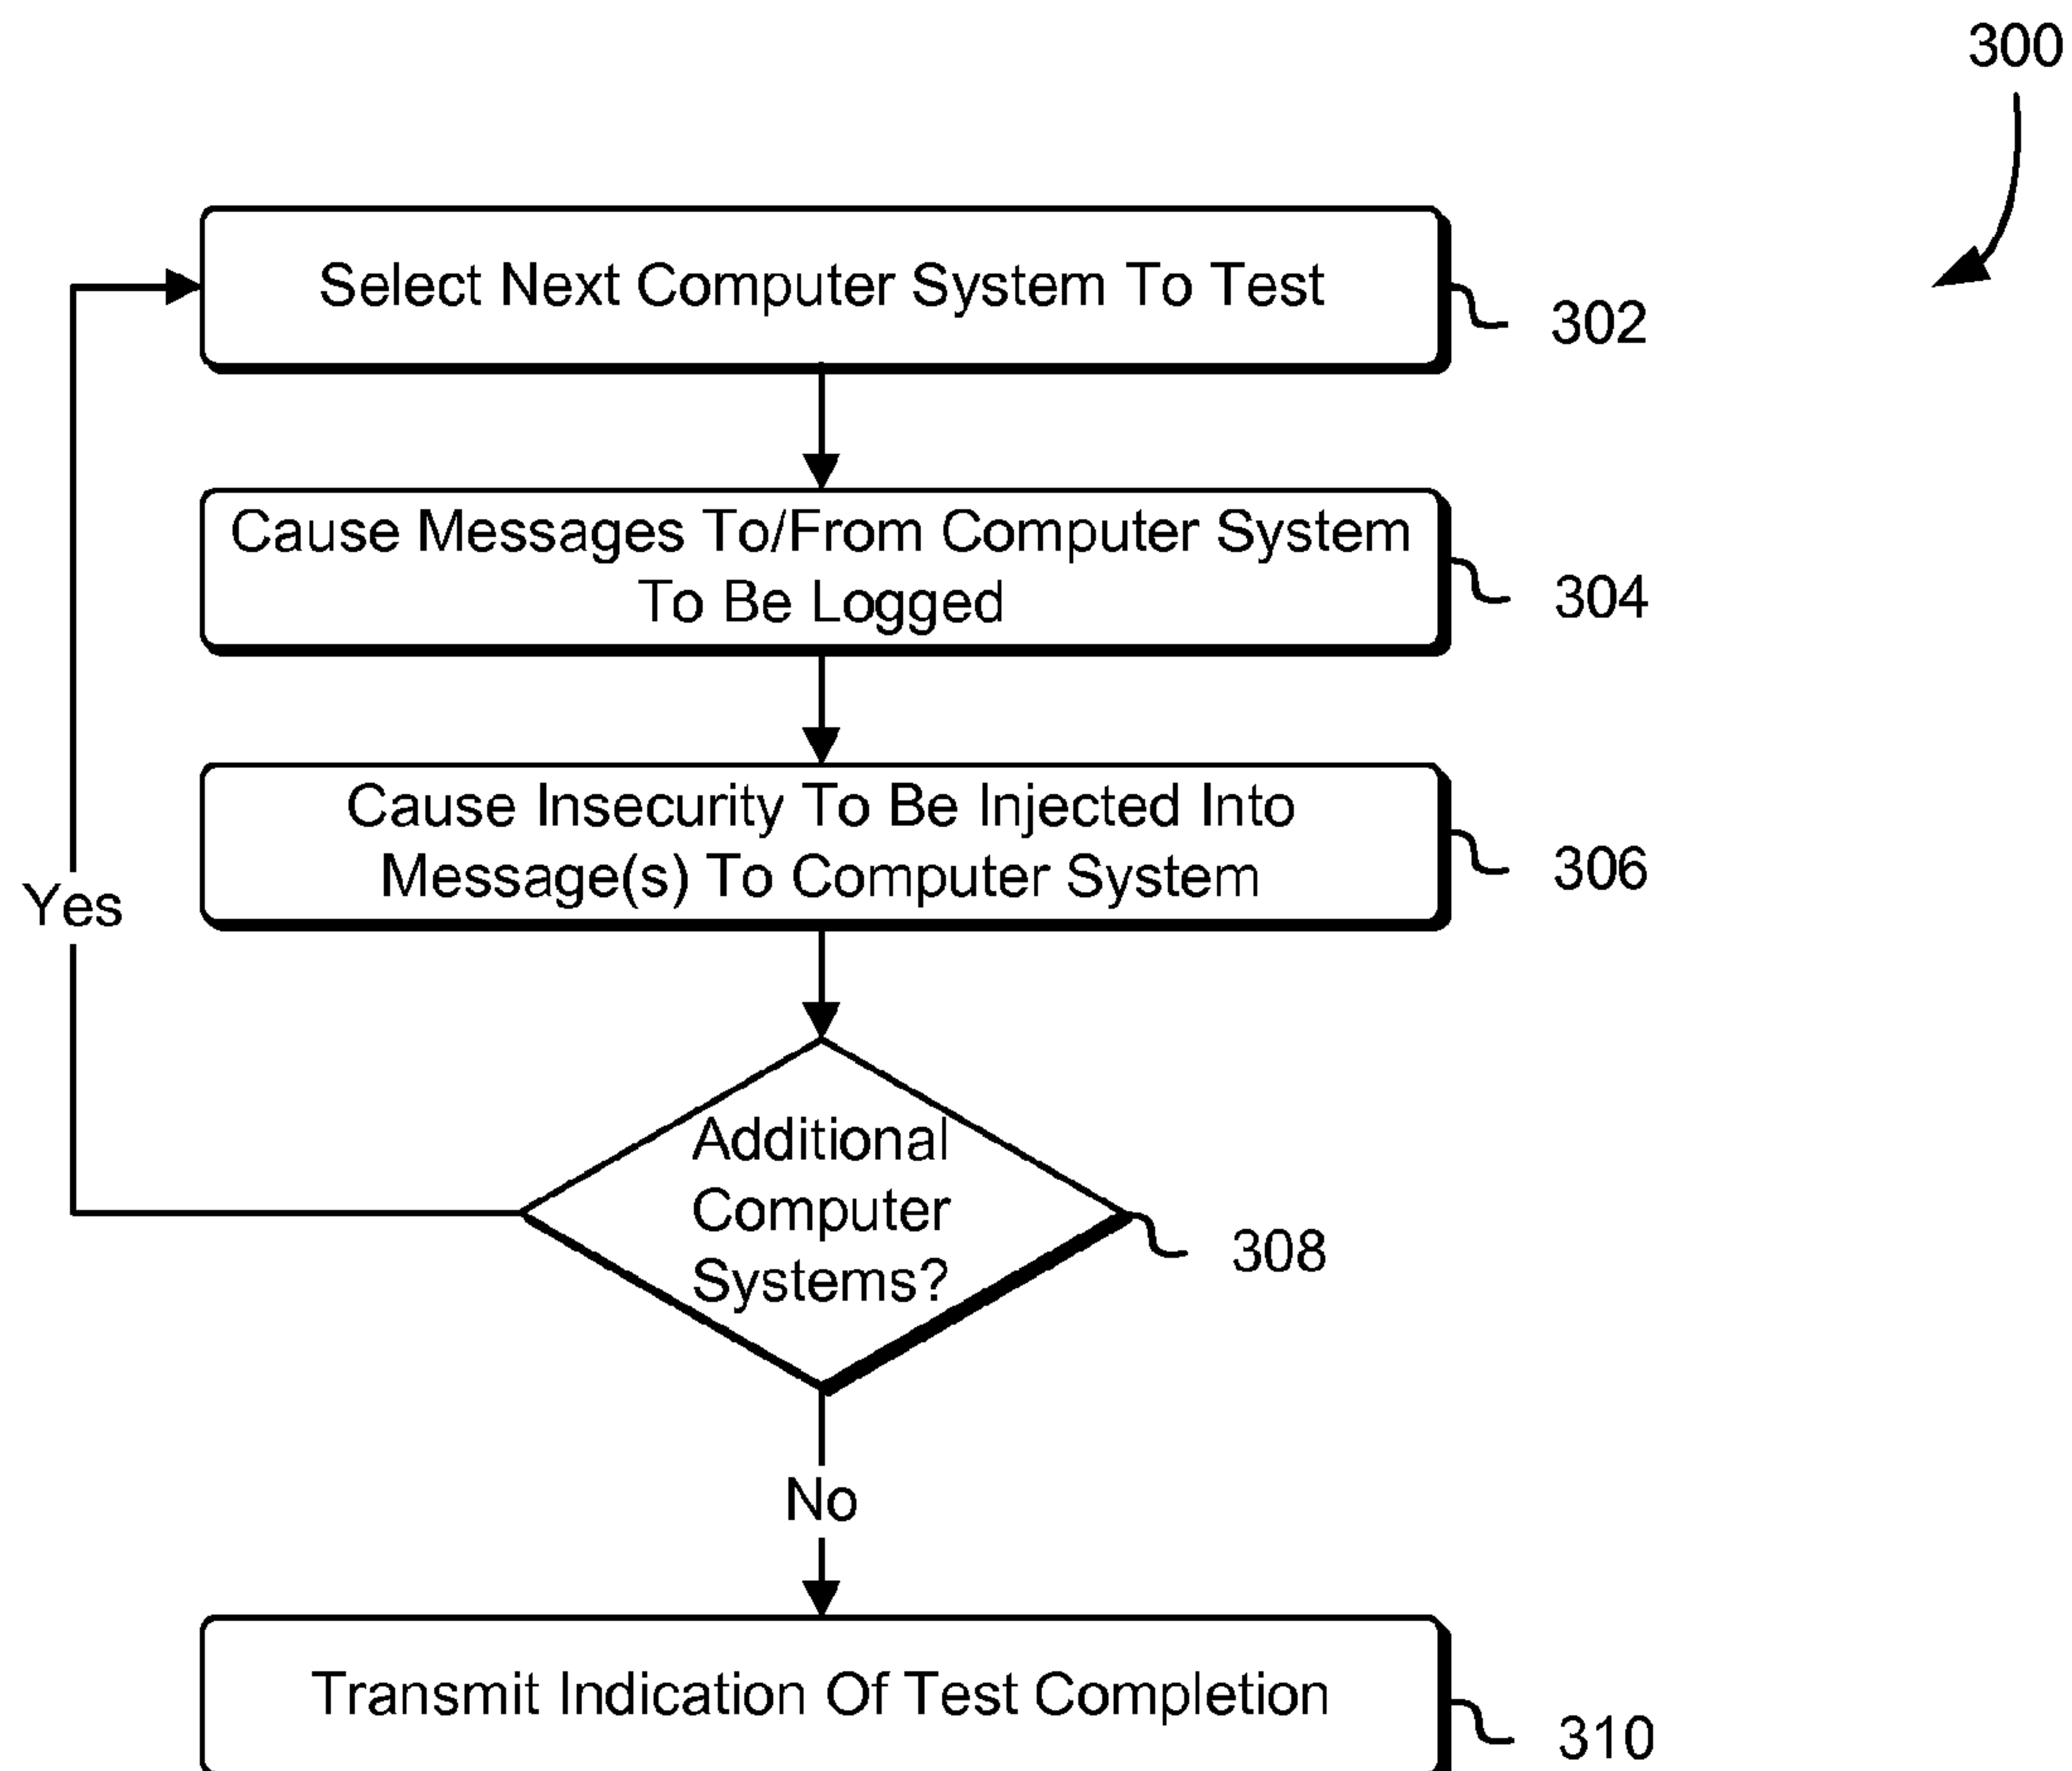 300
Select Next Computer System To Test
302
Cause Messages To/From Computer System
To Be Logged
304
Cause Insecurity To Be Injected Into
Message(s) To Computer System
306
Yes
Additional
Computer
Systems?
308
No
Transmit Indication Of Test Completion
310